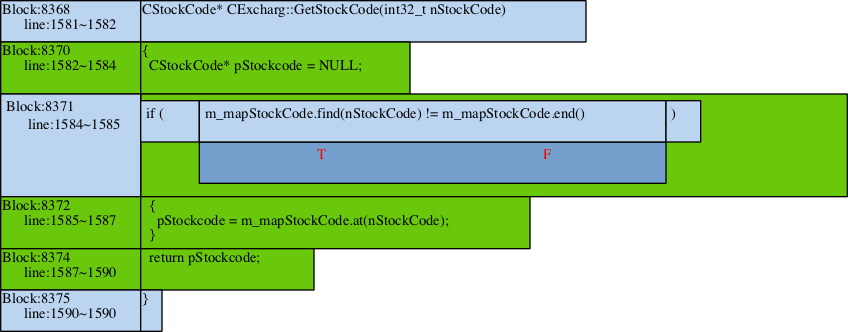 Block:8368 CStockCode* CExcharg::GetStockCode(int32_t nStockCode)
line:1581~1582
Block:8370 {
line:1582~1584 CStockCode* pStockcode = NULL;
Block:8371 if ( m_mapStockCode.find(nStockCode) != m_mapStockCode.end() )
line:1584~1585
T F
Block:8372 {
line:1585~1587 pStockcode = m_mapStockCode.at(nStockCode);
}
Block:8374 return pStockcode;
line:1587~1590
Block:8375 }
line:1590~1590